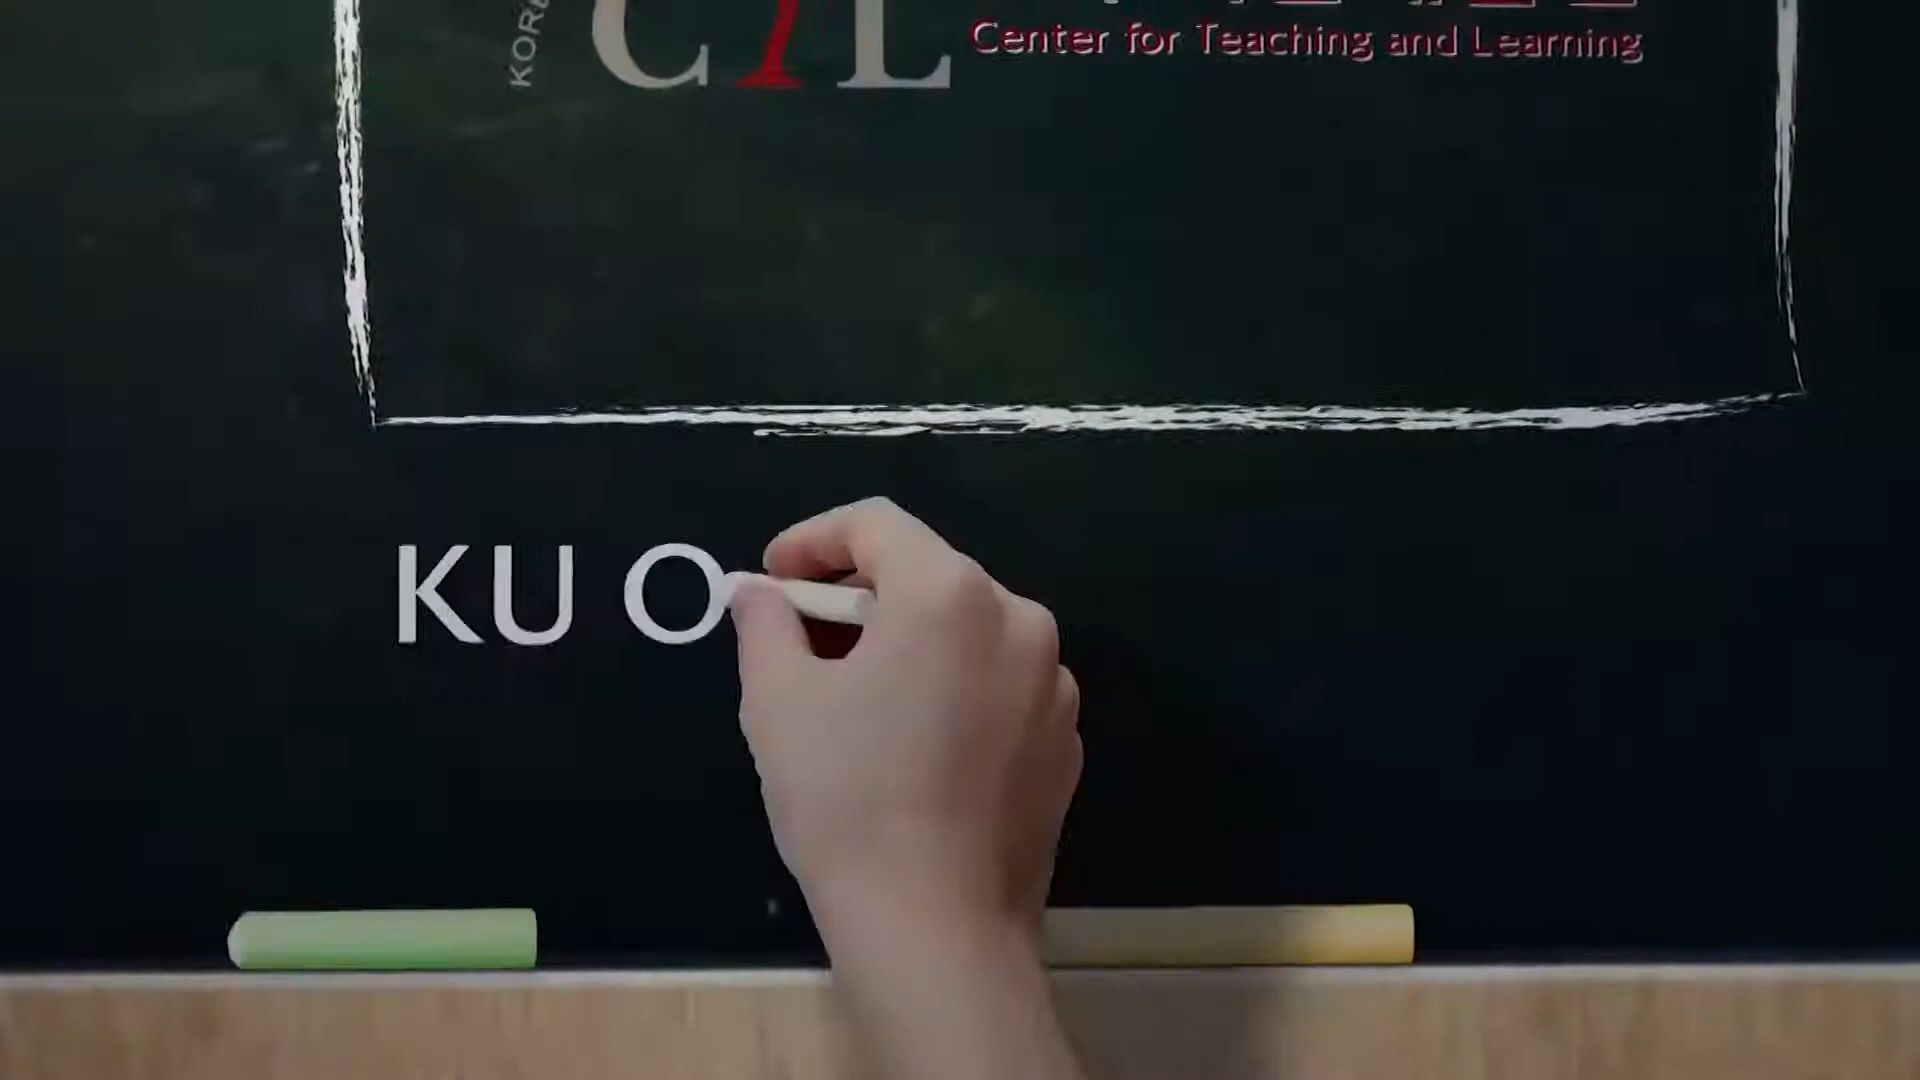 CTL
Center for Teaching and Learning
KU O